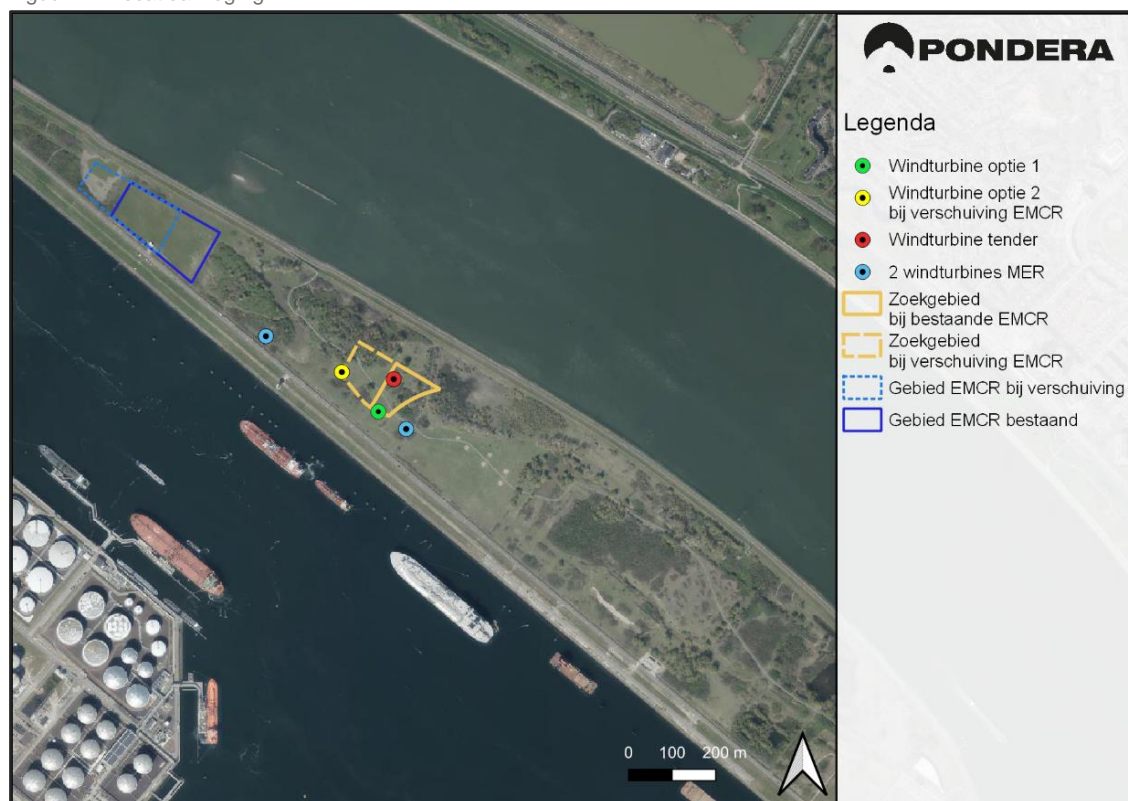 PONDERA
Legenda
Windturbine optie 1
Windturbine optie 2
bij verschuiving EMCR
Windturbine tender
2 windturbines MER
Zoekgebied
bij bestaande EMCR
Zoekgebied
bij verschuiving EMCR
Gebied EMCR bij verschuiving
Gebied EMCR bestaand
0 100 200 m